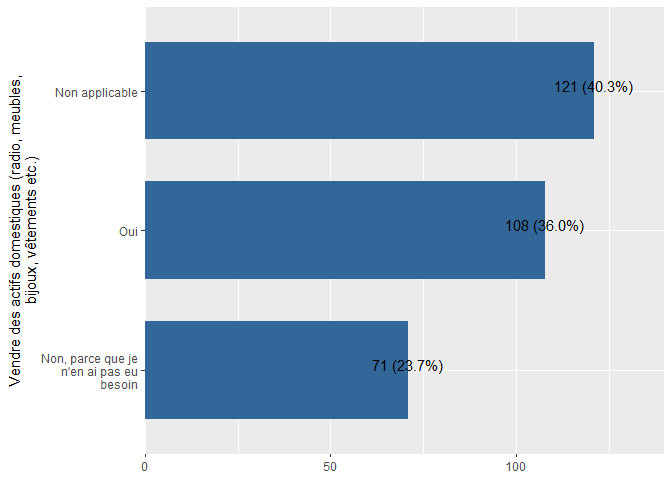 Vendre des actifs domestiques (radio, meubles,
bijoux, vêtements etc.)
Non applicable
121 (40.3%)
Oui
108 (36.0%)
Non, parce que je
n'en ai pas eu
besoin
71 (23.7%)
0
50
100